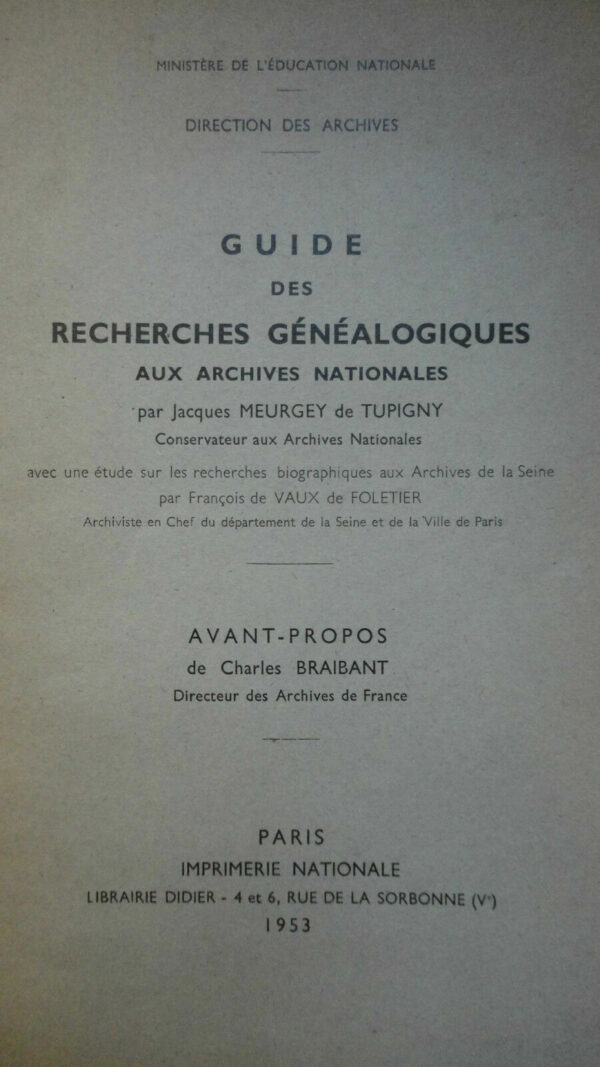 MINISTÈRE DE L'ÉDUCATION NATIONALE
DIRECTION DES ARCHIVES
GUIDE
DES
RECHERCHES GÉNÉALOGIQUES
AUX ARCHIVES NATIONALES
par Jacques MEURGEY de TUPIGNY
Conservateur aux Archives Nationales
avec une étude sur les recherches biographiques aux Archives de la Seine
par François de VAUX de FOLETIER
Archiviste en Chef du département de la Seine et de la Ville de Paris
AVANT-PROPOS
de Charles BRAIBANT
Directeur des Archives de France
PARIS
IMPRIMERIE NATIONALE
LIBRAIRIE DIDIER - 4 et 6, RUE DE LA SORBONNE (Vᵉ)
1953